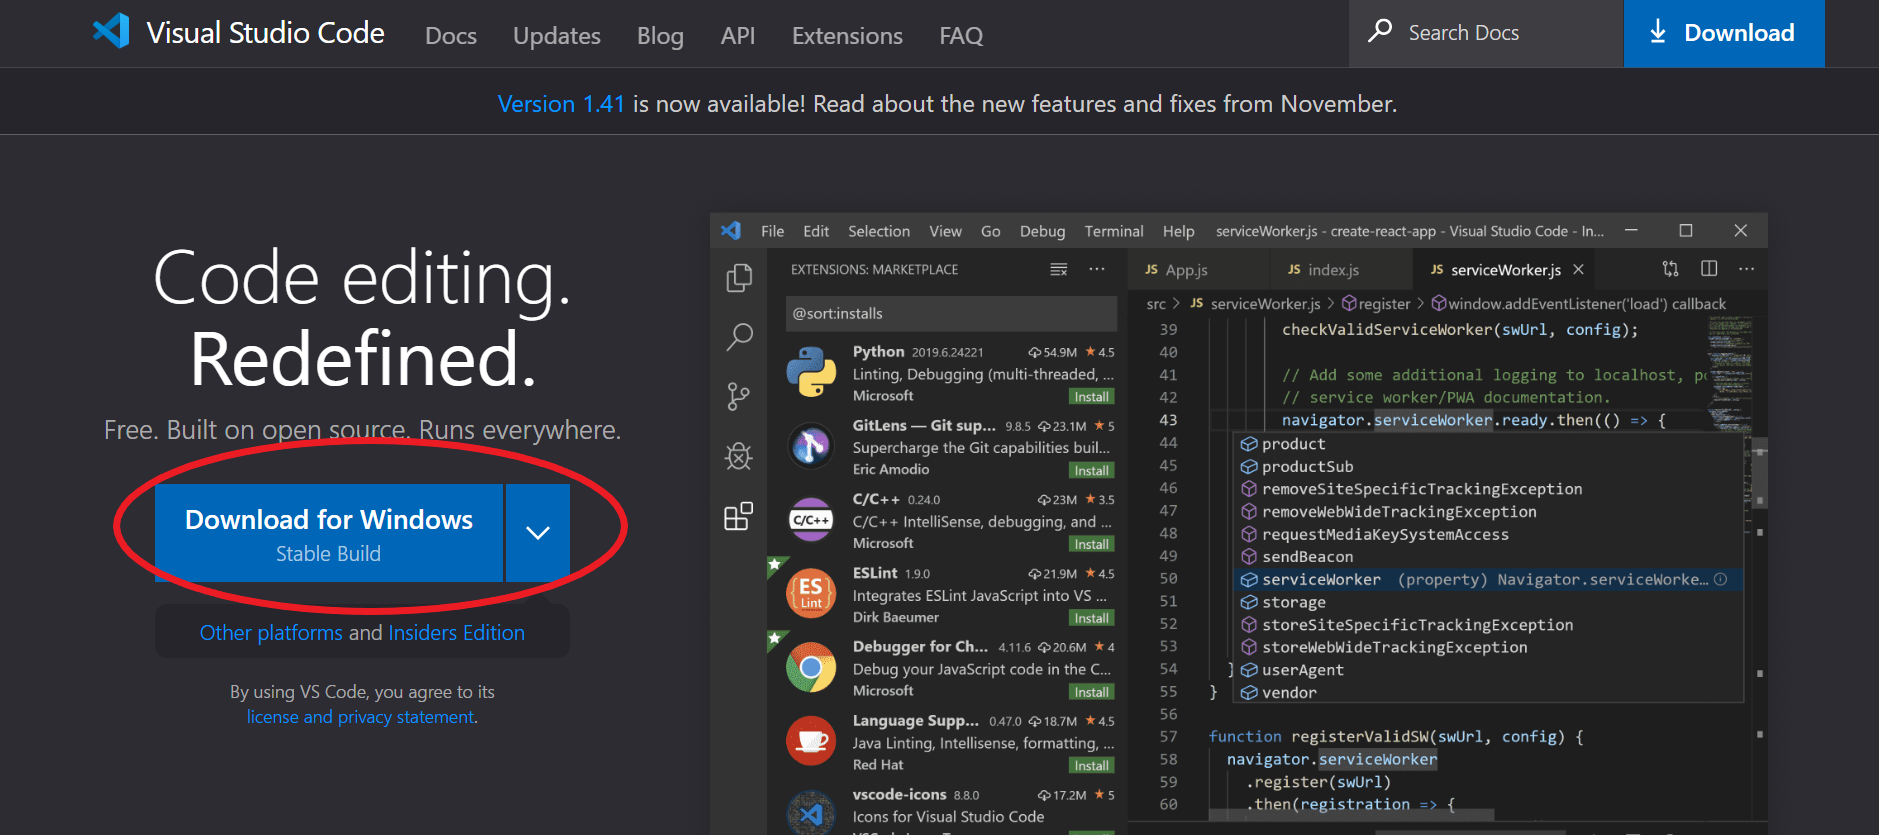 Visual Studio Code Docs Updates Blog API Extensions FAQ Search Docs Download
Version 1.41 is now available! Read about the new features and fixes from November.
Code editing.
Redefined.
Free. Built on open source. Runs everywhere.
Download for Windows
Stable Build
Other platforms and Insiders Edition
By using VS Code, you agree to its
license and privacy statement.
File Edit Selection View Go Debug Terminal Help serviceWorker.js - create-react-app - Visual Studio Code - In...
EXTENSIONS: MARKETPLACE
@sort:installs
Python 2019.6.24221 54.9M 4.5
Linting, Debugging (multi-threaded, ...
Microsoft Install
GitLens — Git sup... 9.8.5 23.1M 5
Supercharge the Git capabilities buil...
Eric Amodio Install
C/C++
C/C++ 0.24.0 23M 3.5
C/C++ IntelliSense, debugging, and ...
Microsoft Install
ES
Lint
ESLint 1.9.0 21.9M 4.5
Integrates ESLint JavaScript into VS ...
Dirk Baeumer Install
Debugger for Ch... 4.11.6 20.6M 4
Debug your JavaScript code in the C...
Microsoft Install
Language Supp... 0.47.0 18.7M 4.5
Java Linting, Intellisense, formatting, ...
Red Hat Install
vscode-icons 8.8.0 17.2M 5
Icons for Visual Studio Code
JS App.js JS index.js JS serviceWorker.js
src > JS serviceWorker.js > register > window.addEventListener('load') callback
39 checkValidServiceWorker(swUrl, config);
40
41 // Add some additional logging to localhost,
42 // service worker/PWA documentation.
43 navigator.serviceWorker.ready.then(() => {
44 product
45 productSub
46 removeSiteSpecificTrackingException
47 removeWebWideTrackingException
48 requestMediaKeySystemAccess
49 sendBeacon
50 serviceWorker (property) Navigator.serviceWorke...
51 storage
52 storeSiteSpecificTrackingException
53 storeWebWideTrackingException
54 } userAgent
55 } vendor
56
57 function registerValidSW(swUrl, config) {
58 navigator.serviceWorker
59 .register(swUrl)
60 .then(registration => {